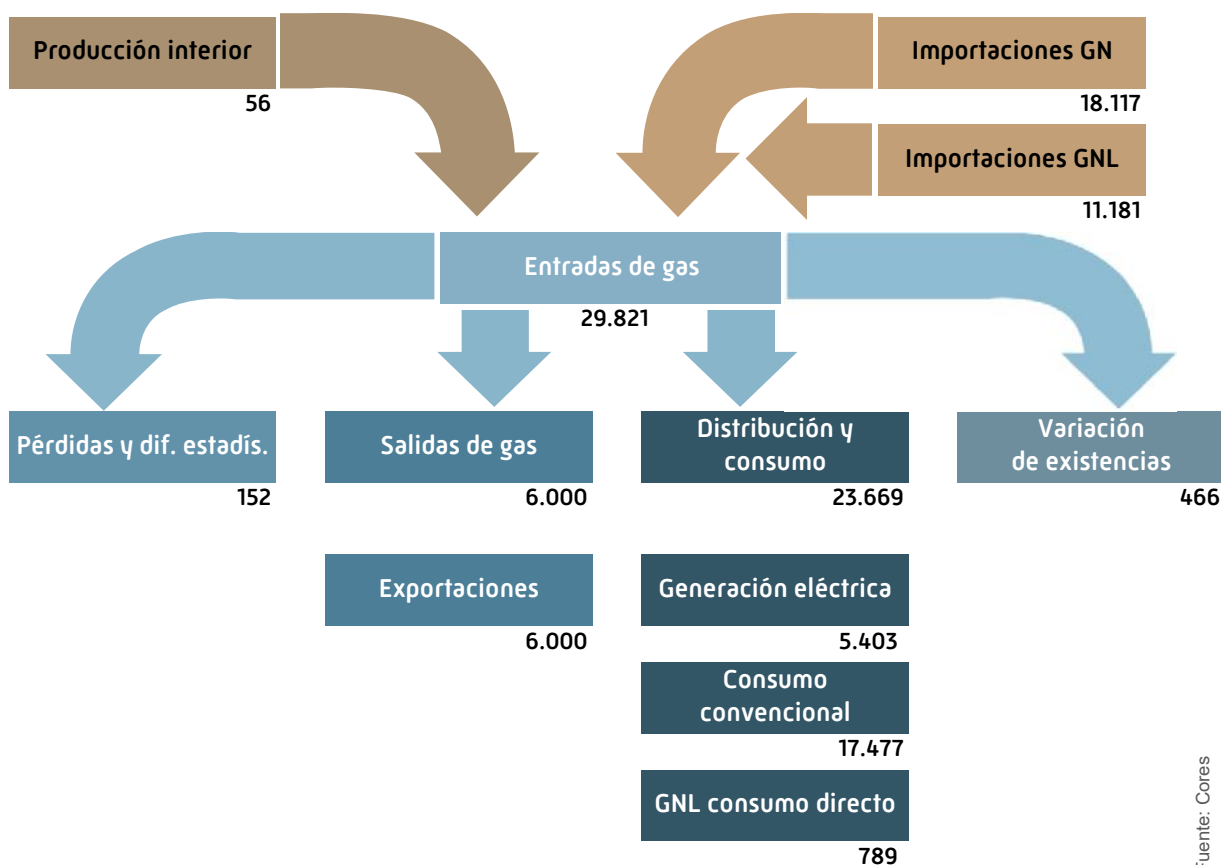 Producción interior
56
Importaciones GN
18.117
Importaciones GNL
11.181
Entradas de gas
29.821
Pérdidas y dif. estadís.
152
Salidas de gas
6.000
Distribución y
consumo
23.669
Variación
de existencias
466
Exportaciones
6.000
Generación eléctrica
5.403
Consumo
convencional
17.477
GNL consumo directo
789
Fuente: Cores